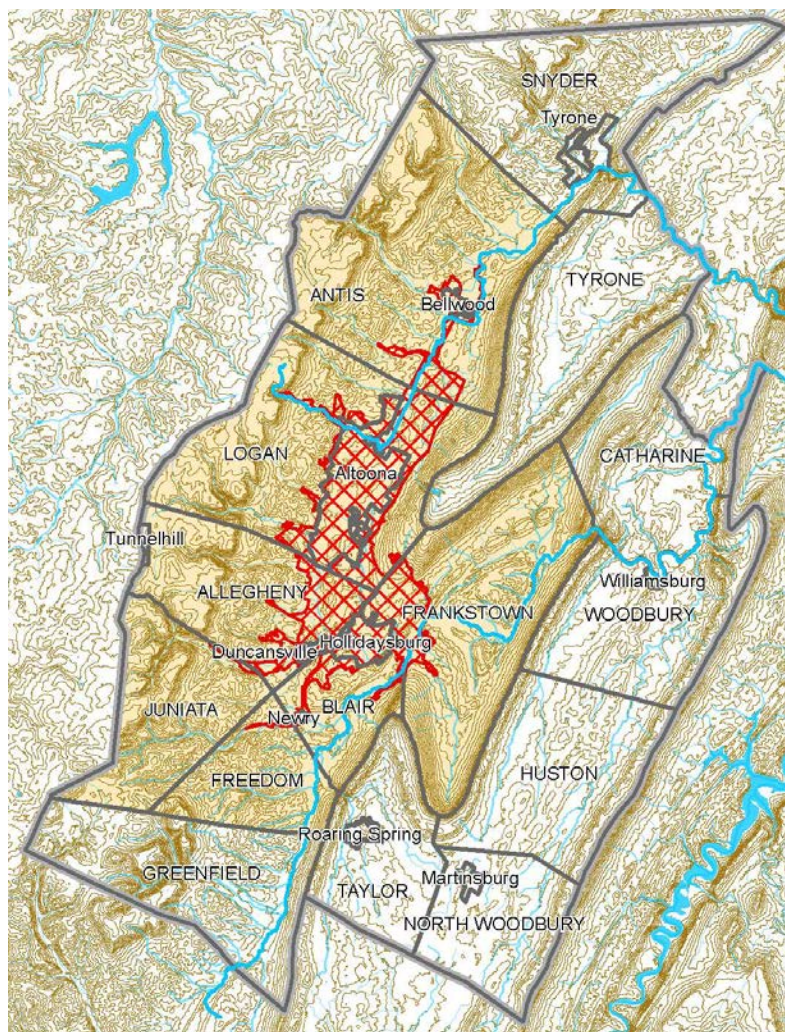 SNYDER
Tyrone
TYRONE
ANTIS
Bellwood
LOGAN
CATHARINE
Altoona
Tunnelhill
Williamsburg
ALLEGHENY
WOODBURY
FRANKSTOWN
Hollidaysburg
Duncansville
JUNIATA
BLAIR
Newry
HUSTON
FREEDOM
Roaring Spring
GREENFIELD
Martinsburg
TAYLOR
NORTH WOODBURY